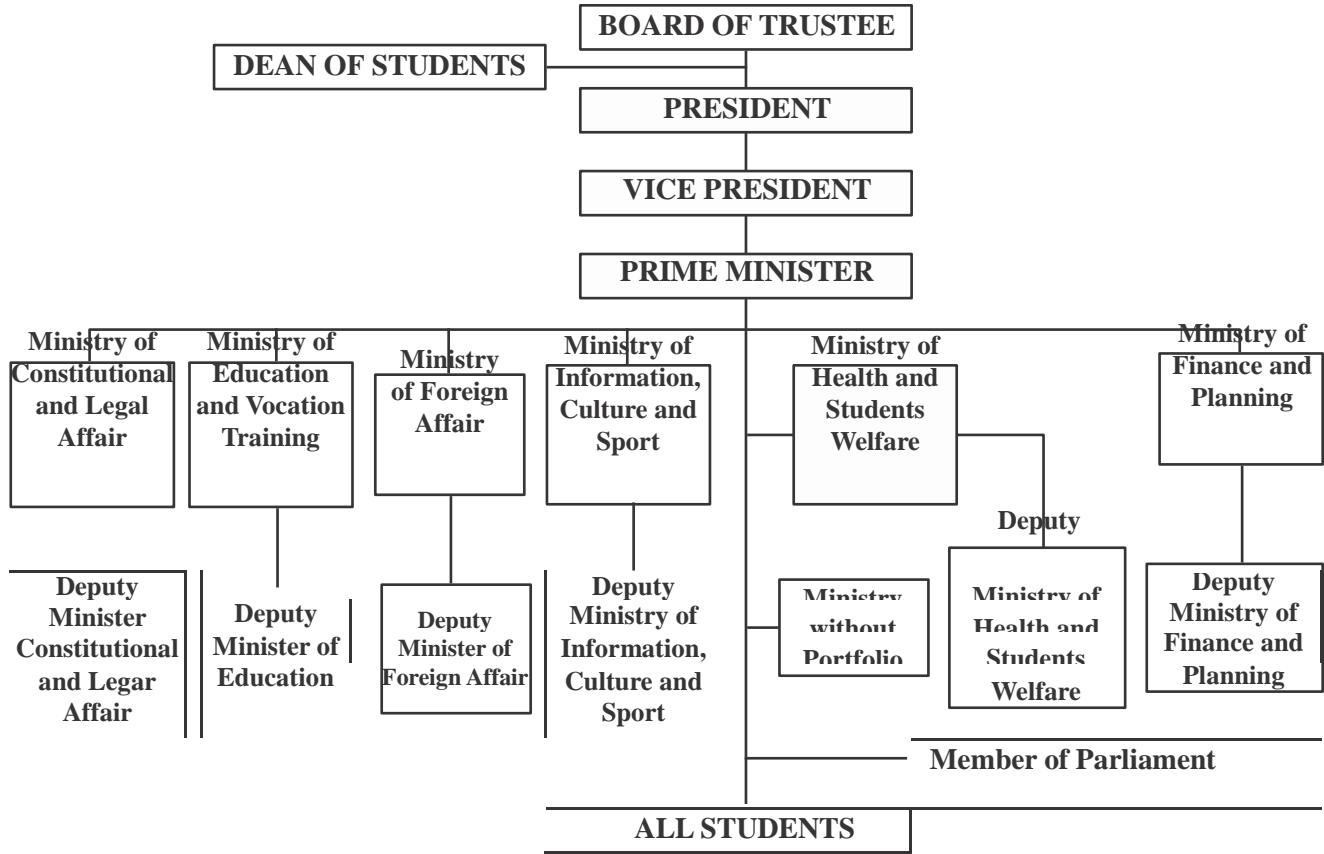 BOARD OF TRUSTEE
DEAN OF STUDENTS
PRESIDENT
VICE PRESIDENT
PRIME MINISTER
Ministry of
Constitutional
and Legal
Affair
Ministry of
Education
and Vocation
Training
Ministry
of Foreign
Affair
Ministry of
Information,
Culture and
Sport
Ministry of
Health and
Students
Welfare
Ministry of
Finance and
Planning
Deputy
Minister
Constitutional
and Legar
Affair
Deputy
Minister of
Education
Deputy
Minister of
Foreign Affair
Deputy
Ministry of
Information,
Culture and
Sport
Ministry
without
Portfolio
Deputy
Ministry of
Health and
Students
Welfare
Deputy
Ministry of
Finance and
Planning
Member of Parliament
ALL STUDENTS